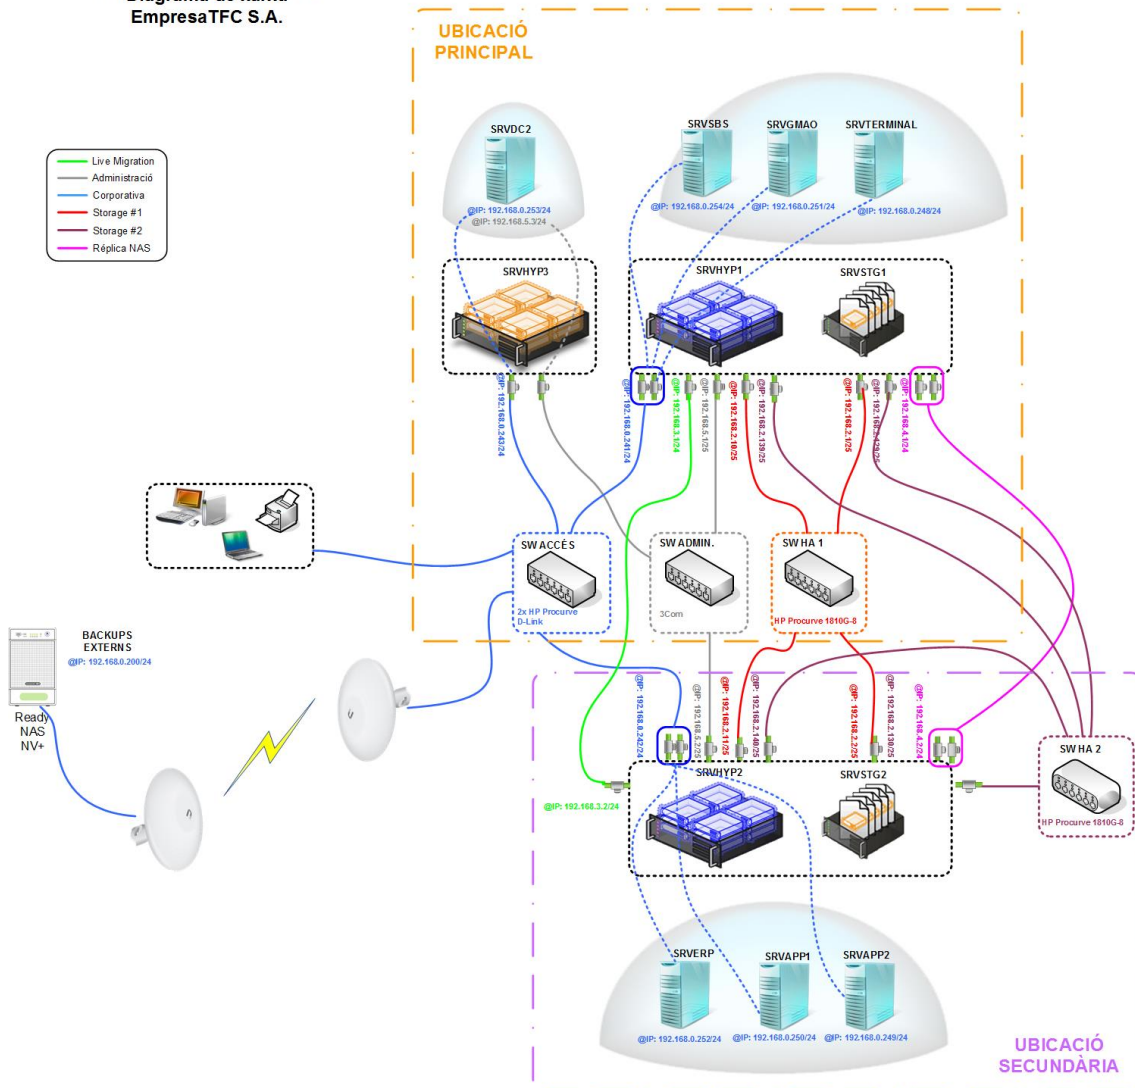 EmpresaTFC S.A.
UBICACIÓ
PRINCIPAL
Live Migration
Administració
Corporativa
Storage #1
Storage #2
Réplica NAS
SRVDC2
@IP: 192.168.0.253/24
@IP: 192.168.5.3/24
SRVSBS
@IP: 192.168.0.254/24
SRVGMAO
@IP: 192.168.0.251/24
SRVTERMINAL
@IP: 192.168.0.248/24
SRVHYP3
SRVHYP1
SRVSTG1
@IP: 192.168.0.243/24
@IP: 192.168.0.241/24
@IP: 192.168.3.1/24
@IP: 192.168.5.1/25
@IP: 192.168.2.10/25
@IP: 192.168.2.139/25
@IP: 192.168.2.1/25
@IP: 192.168.2.129/25
@IP: 192.168.4.1/24
SW ACCÉS
2x HP Procurve
D-Link
SW ADMIN.
3Com
SW HA 1
HP Procurve 1810G-8
BACKUPS
EXTERNS
@IP: 192.168.0.200/24
Ready
NAS
NV+
@IP: 192.168.0.242/24
@IP: 192.168.5.2/25
@IP: 192.168.2.11/25
@IP: 192.168.2.140/25
@IP: 192.168.2.2/25
@IP: 192.168.2.130/25
@IP: 192.168.4.2/24
SW HA 2
HP Procurve 1810G-8
@IP: 192.168.3.2/24
SRVHYP2
SRVSTG2
SRVERP
@IP: 192.168.0.252/24
SRVAPP1
@IP: 192.168.0.250/24
SRVAPP2
@IP: 192.168.0.249/24
UBICACIÓ
SECUNDÀRIA